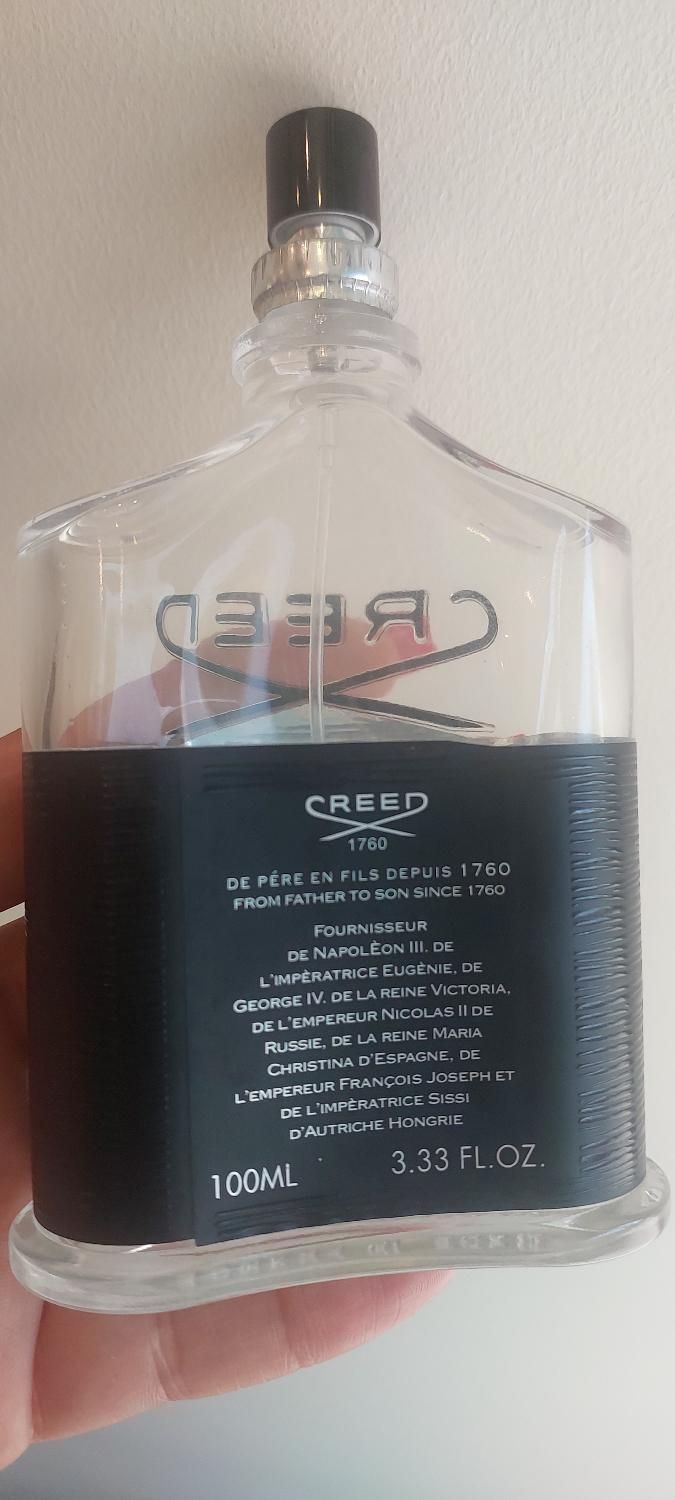 CREED
CREED
1760
DE PÉRE EN FILS DEPUIS 1760
FROM FATHER TO SON SINCE 1760
FOURNISSEUR
DE NAPOLÈON III. DE
L'IMPÈRATRICE EUGÈNIE, DE
GEORGE IV. DE LA REINE VICTORIA,
DE L'EMPEREUR NICOLAS II DE
RUSSIE, DE LA REINE MARIA
CHRISTINA D'ESPAGNE, DE
L'EMPEREUR FRANÇOIS JOSEPH ET
DE L'IMPÈRATRICE SISSI
D'AUTRICHE HONGRIE
100ML 3.33 FL.OZ.